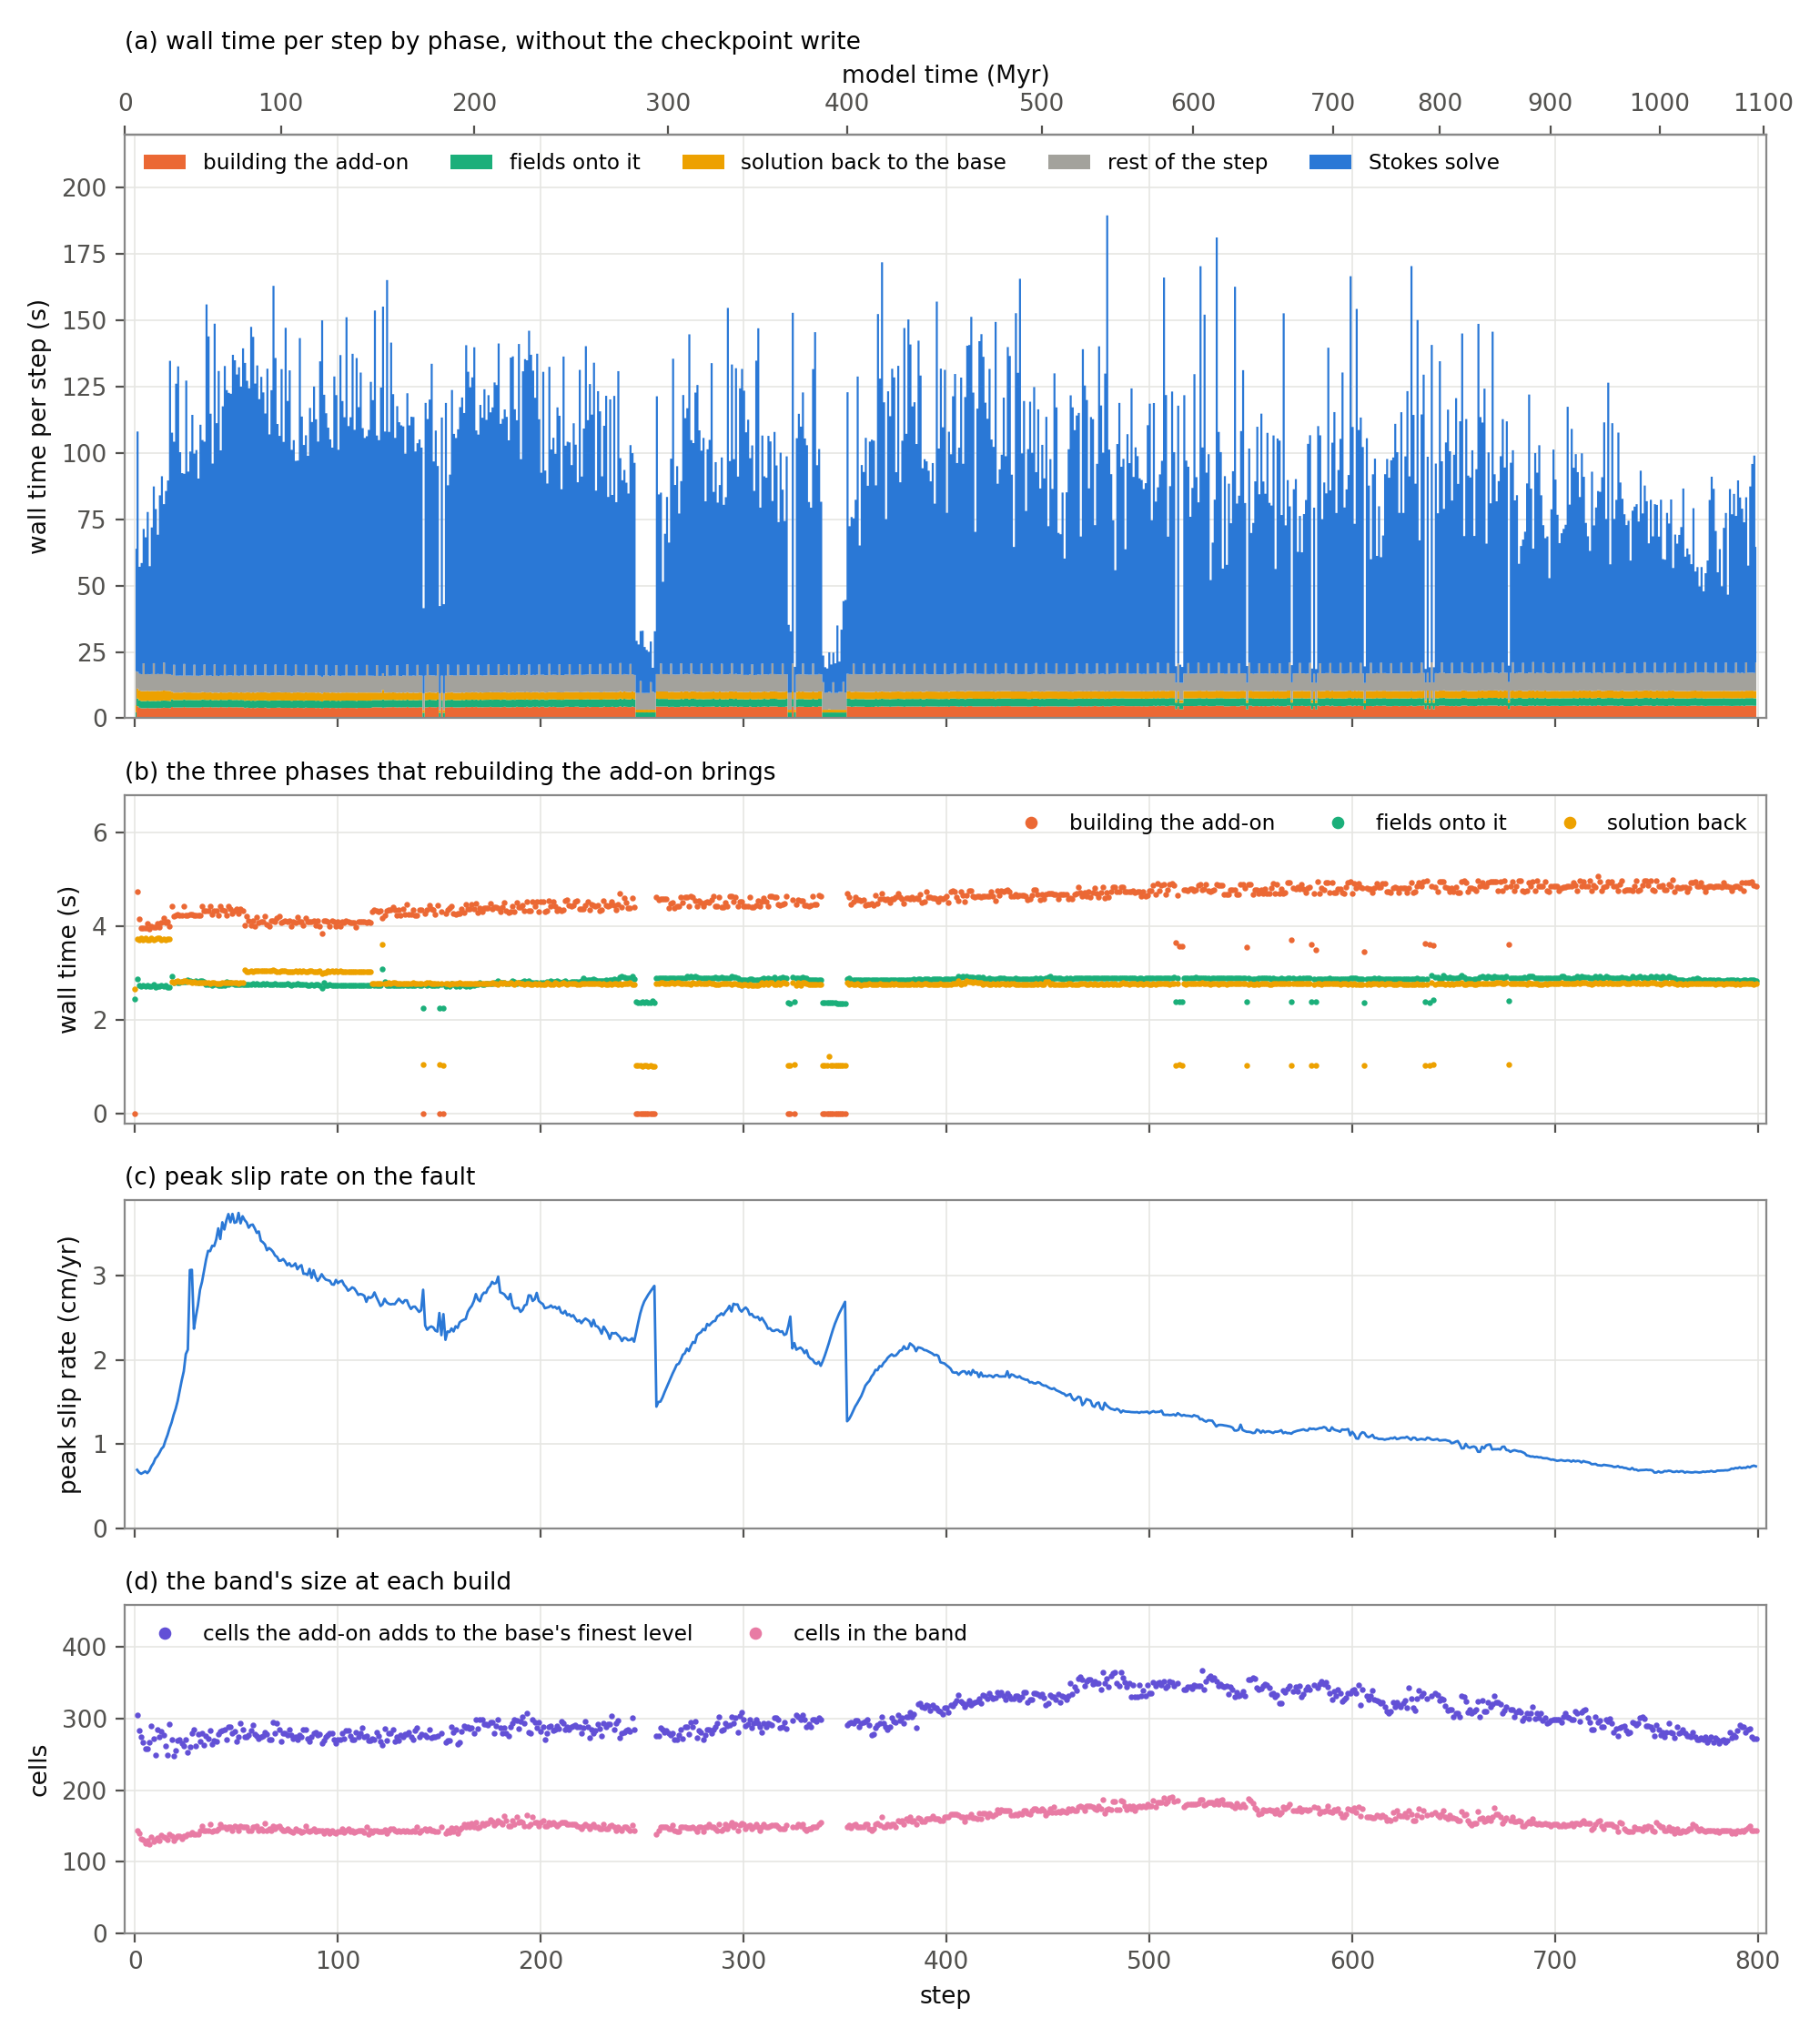 (a) wall time per step by phase, without the checkpoint write
model time (Myr)
0 100 200 300 400 500 600 700 800 900 1000 1100
building the add-on fields onto it solution back to the base rest of the step Stokes solve
200
175
150
125
100
75
50
25
0
wall time per step (s)
(b) the three phases that rebuilding the add-on brings
building the add-on fields onto it solution back
6
4
2
0
wall time (s)
(c) peak slip rate on the fault
3
2
1
0
peak slip rate (cm/yr)
(d) the band's size at each build
cells the add-on adds to the base's finest level cells in the band
400
300
200
100
0
cells
0 100 200 300 400 500 600 700 800
step